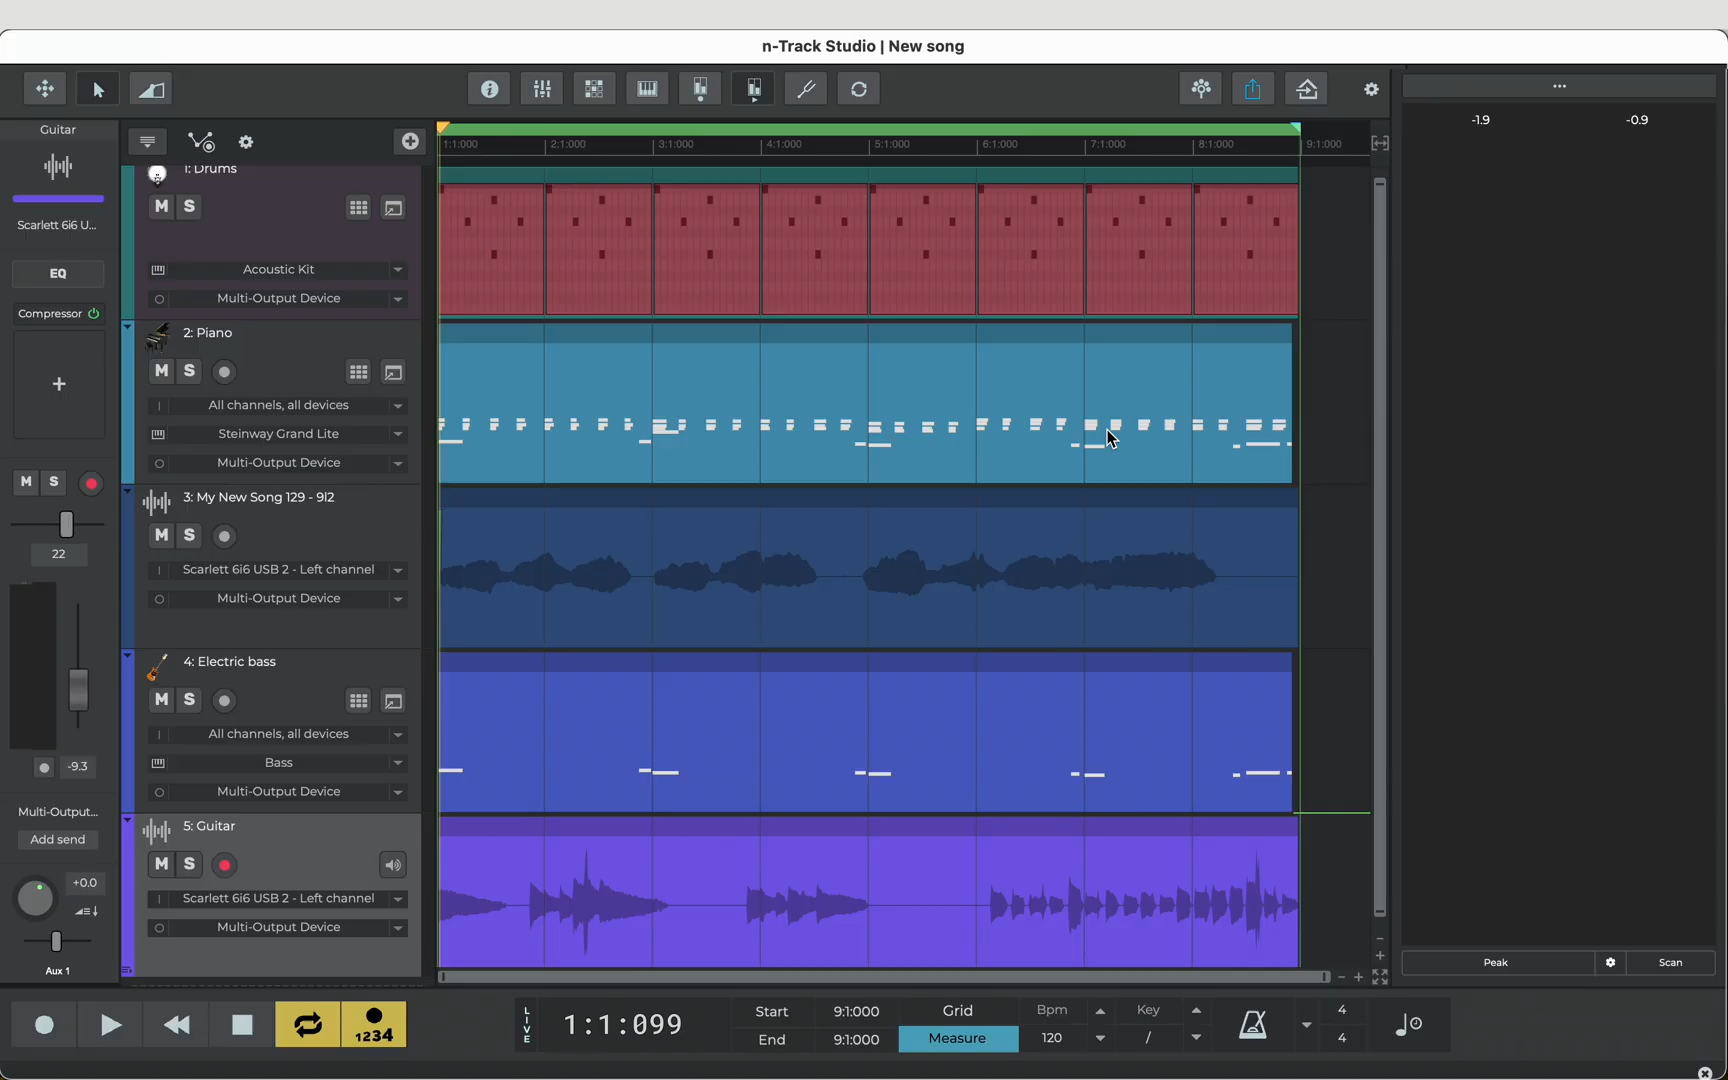 n-Track Studio | New song
Guitar
Scarlett 6i6 U...
EQ
Compressor
+
M S
22
-9.3
Multi-Output...
Add send
+0.0
Aux 1
1:1:000 2:1:000 3:1:000 4:1:000 5:1:000 6:1:000 7:1:000 8:1:000 9:1:000
1: Drums
M S
Acoustic Kit
Multi-Output Device
2: Piano
M S
All channels, all devices
Steinway Grand Lite
Multi-Output Device
3: My New Song 129 - 9l2
M S
Scarlett 6i6 USB 2 - Left channel
Multi-Output Device
4: Electric bass
M S
All channels, all devices
Bass
Multi-Output Device
5: Guitar
M S
Scarlett 6i6 USB 2 - Left channel
Multi-Output Device
...
-1.9 -0.9
Peak Scan
1234
LIVE
1:1:099
Start 9:1:000
End 9:1:000
Grid
Measure
Bpm
120
Key
/
4
4